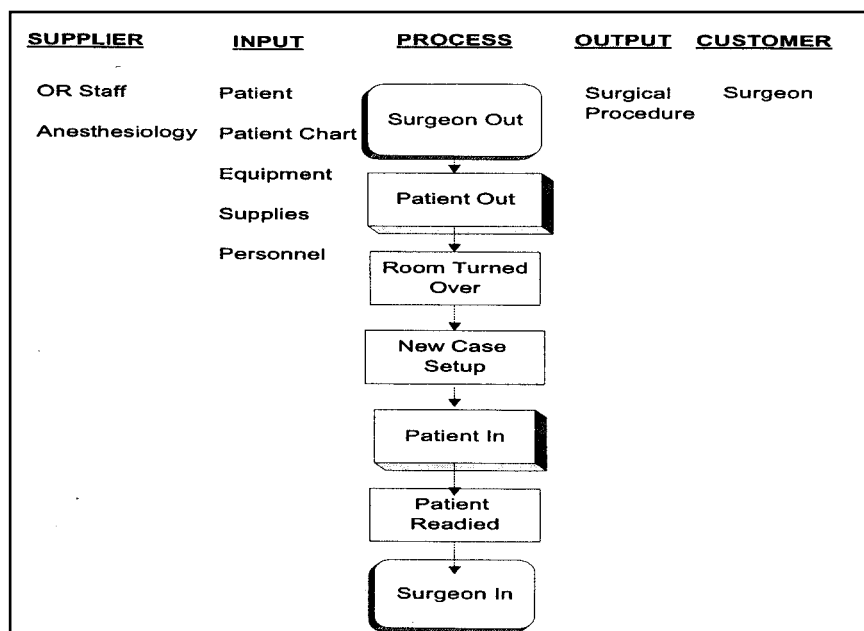 SUPPLIER
INPUT
PROCESS
OUTPUT
CUSTOMER
OR Staff
Anesthesiology
Patient
Patient Chart
Equipment
Supplies
Personnel
Surgeon Out
Patient Out
Room Turned
Over
New Case
Setup
Patient In
Patient
Readied
Surgeon In
Surgical
Procedure
Surgeon